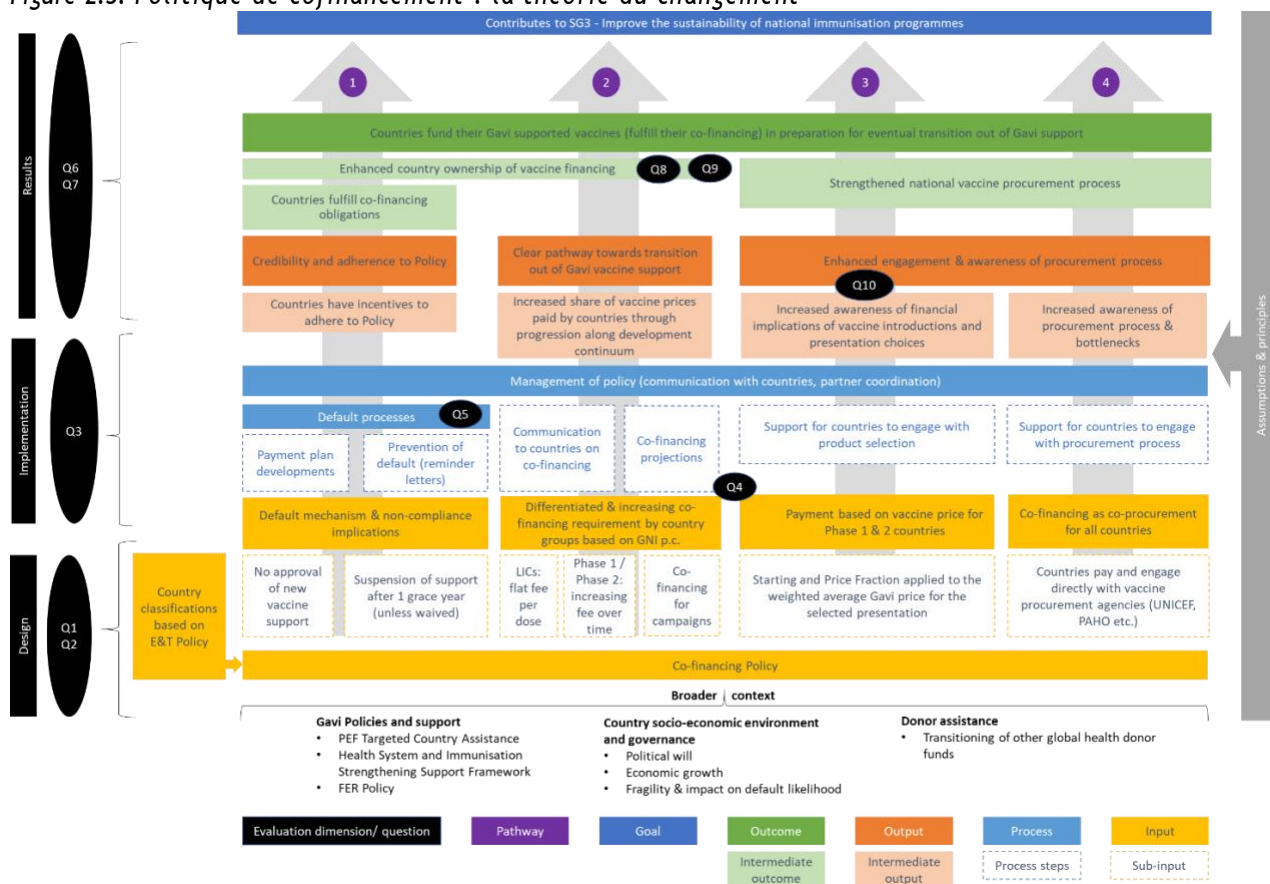 Figure 2.3. Politique de cofinancement : la théorie du changement
Contributes to SG3 - Improve the sustainability of national immunisation programmes
1
2
3
4
Results
Q6
Q7
Countries fund their Gavi supported vaccines (fulfill their co-financing) in preparation for eventual transition out of Gavi support
Enhanced country ownership of vaccine financing
Q8
Q9
Strengthened national vaccine procurement process
Countries fulfill co-financing
obligations
Credibility and adherence to Policy
Clear pathway towards transition
out of Gavi vaccine support
Enhanced engagement & awareness of procurement process
Q10
Countries have incentives to
adhere to Policy
Increased share of vaccine prices
paid by countries through
progression along development
continuum
Increased awareness of financial
implications of vaccine introductions and
presentation choices
Increased awareness of
procurement process &
bottlenecks
Assumptions & principles
Implementation
Q3
Management of policy (communication with countries, partner coordination)
Default processes
Q5
Payment plan
developments
Prevention of
default (reminder
letters)
Communication
to countries on
co-financing
Co-financing
projections
Support for countries to engage with
product selection
Support for countries to engage
with procurement process
Q4
Default mechanism & non-compliance
implications
Differentiated & increasing co-
financing requirement by country
groups based on GNI p.c.
Payment based on vaccine price for
Phase 1 & 2 countries
Co-financing as co-procurement
for all countries
Design
Q1
Q2
Country
classifications
based on
E&T Policy
No approval
of new
vaccine
support
Suspension of support
after 1 grace year
(unless waived)
LICs:
flat fee
per
dose
Phase 1 /
Phase 2:
increasing
fee over
time
Co-
financing
for
campaigns
Starting and Price Fraction applied to the
weighted average Gavi price for the
selected presentation
Countries pay and engage
directly with vaccine
procurement agencies (UNICEF,
PAHO etc.)
Co-financing Policy
Broader context
Gavi Policies and support
• PEF Targeted Country Assistance
• Health System and Immunisation
Strengthening Support Framework
• FER Policy
Country socio-economic environment
and governance
• Political will
• Economic growth
• Fragility & impact on default likelihood
Donor assistance
• Transitioning of other global health donor
funds
Evaluation dimension/ question
Pathway
Goal
Outcome
Output
Process
Input
Intermediate
outcome
Intermediate
output
Process steps
Sub-input